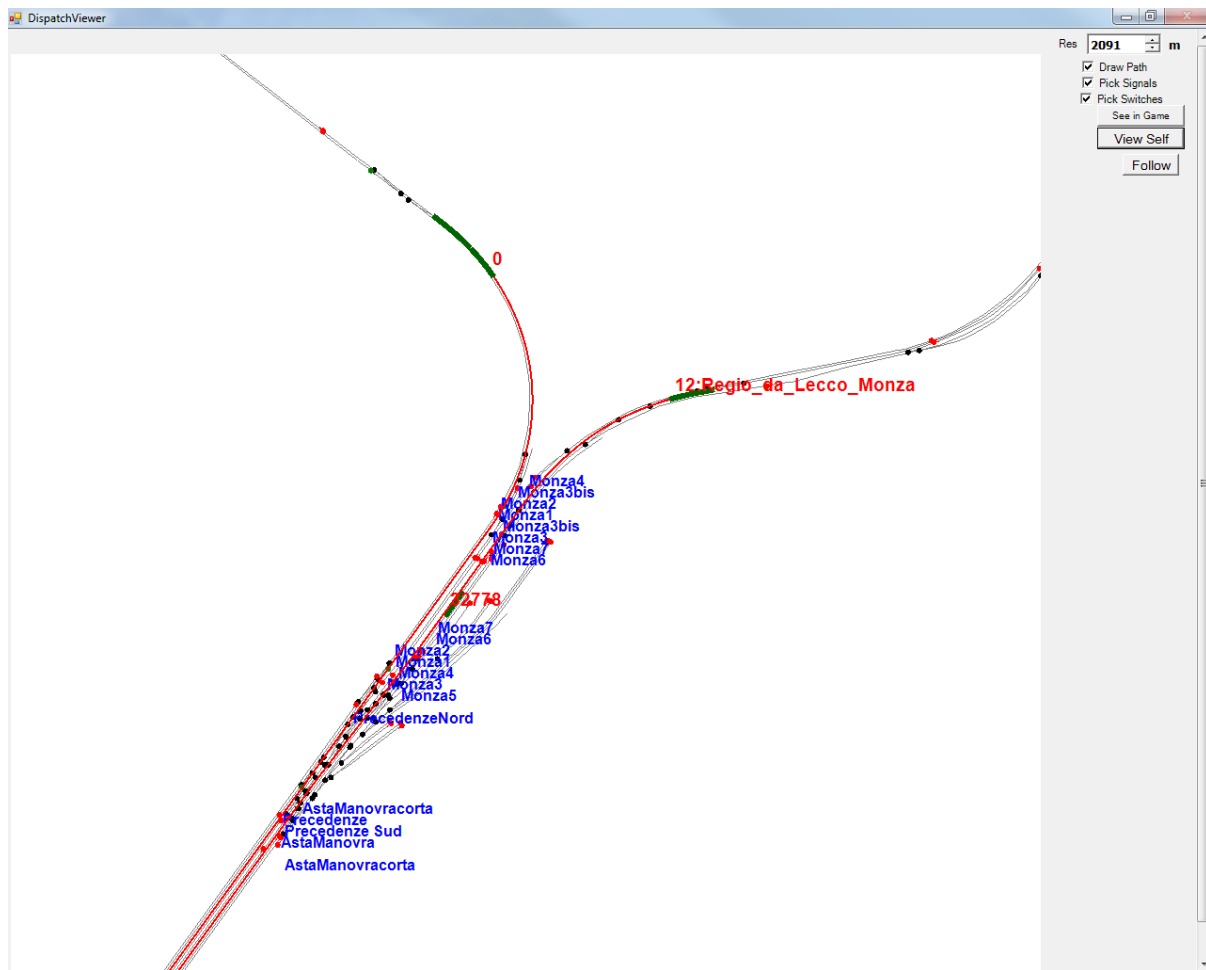 DispatchViewer
Res 2091 m
Draw Path
Pick Signals
Pick Switches
See in Game
View Self
Follow
0
12:Regio_da_Lecco_Monza
Monza4
Monza3bis
Monza2
Monza1
Monza3bis
Monza3
Monza7
Monza6
32778
Monza7
Monza6
Monza2
Monza1
Monza4
Monza3
Monza5
PrecedenzeNord
AstaManovracorta
Precedenze
Precedenze Sud
AstaManovra
AstaManovracorta